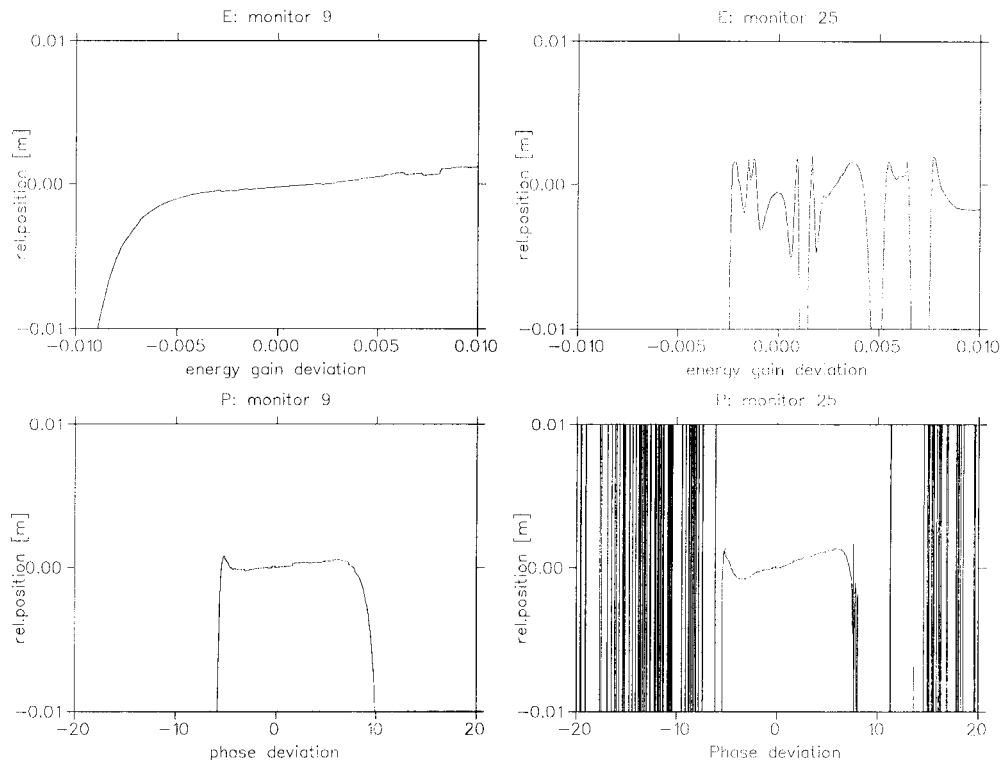 E: monitor 9
0.01
0.00
-0.01
rel.position [m]
-0.010 -0.005 0.000 0.005 0.010
energy gain deviation
E: monitor 25
0.01
0.00
-0.01
rel.position [m]
-0.010 -0.005 0.000 0.005 0.010
energy gain deviation
P: monitor 9
0.01
0.00
-0.01
rel.position [m]
-20 -10 0 10 20
phase deviation
P: monitor 25
0.01
0.00
-0.01
rel.position [m]
-20 -10 0 10 20
Phase deviation